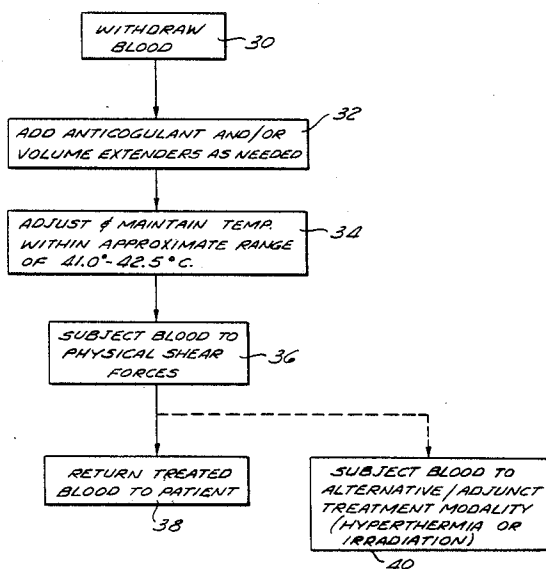 WITHDRAW
BLOOD
30
ADD ANTICOGULANT AND/OR
VOLUME EXTENDERS AS NEEDED
32
ADJUST & MAINTAIN TEMP.
WITHIN APPROXIMATE RANGE
OF 41.0°-42.5°C.
34
SUBJECT BLOOD TO
PHYSICAL SHEAR
FORCES
36
RETURN TREATED
BLOOD TO PATIENT
38
SUBJECT BLOOD TO
ALTERNATIVE/ADJUNCT
TREATMENT MODALITY
(HYPERTHERMIA OR
IRRADIATION)
40